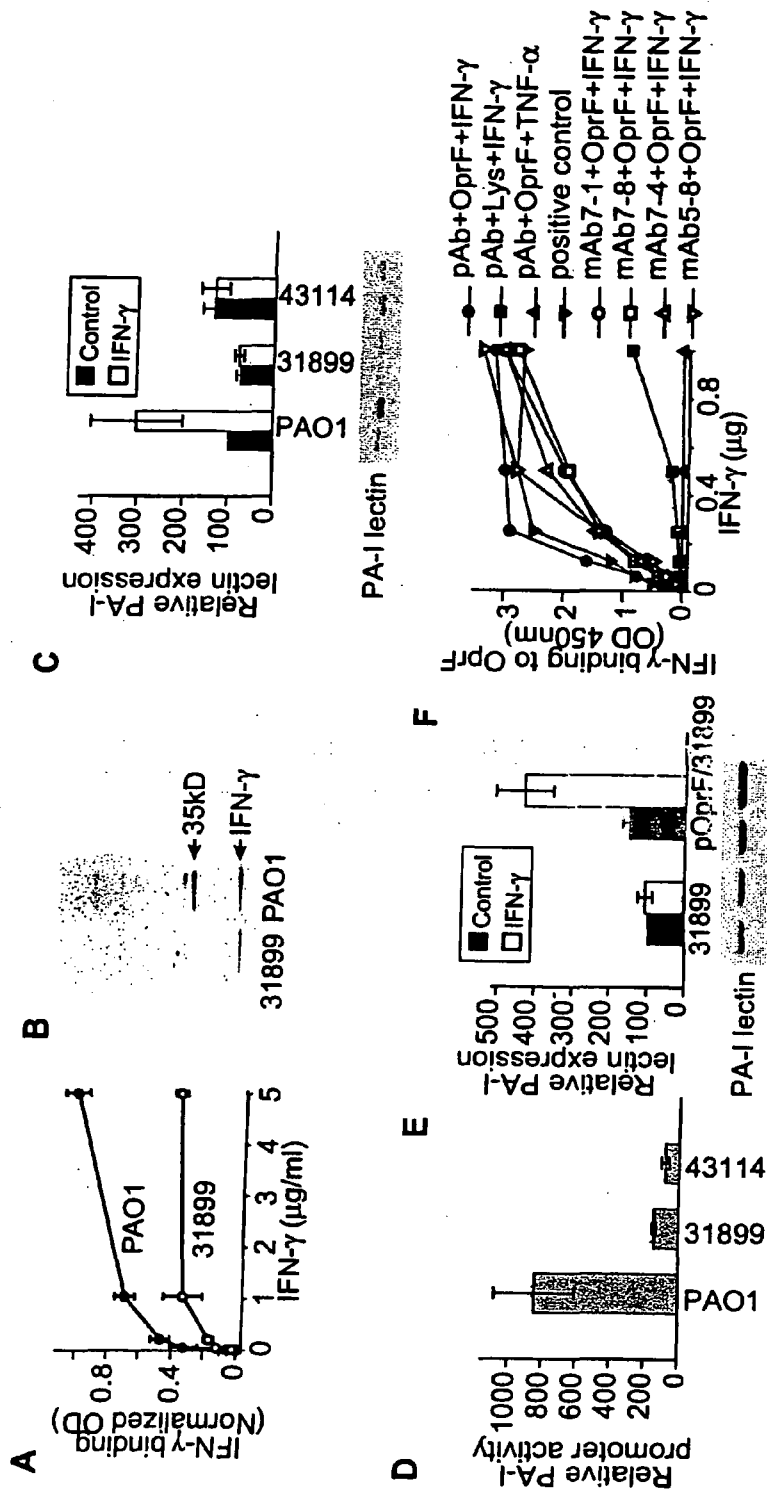 A
IFN-γ binding
(Normalized OD)
0.8
0.4
0
PAO1
31899
0 1 2 3 4 5
IFN-γ (μg/ml)
B
35kD
IFN-γ
31899 PAO1
C
Relative PA-I
lectin expression
400
300
200
100
0
Control
IFN-γ
PAO1 31899 43114
PA-I lectin
D
Relative PA-I
promoter activity
1000
800
600
400
200
0
PAO1 31899 43114
E
Relative PA-I
lectin expression
500
400
300
200
100
0
Control
IFN-γ
31899 pOprF/31899
PA-I lectin
F
IFN-γ binding to OprF
(OD 450nm)
3
2
1
0
0 0.4 0.8
IFN-γ (μg)
pAb+OprF+IFN-γ
pAb+Lys+IFN-γ
pAb+OprF+TNF-α
positive control
mAb7-1+OprF+IFN-γ
mAb7-8+OprF+IFN-γ
mAb7-4+OprF+IFN-γ
mAb5-8+OprF+IFN-γ